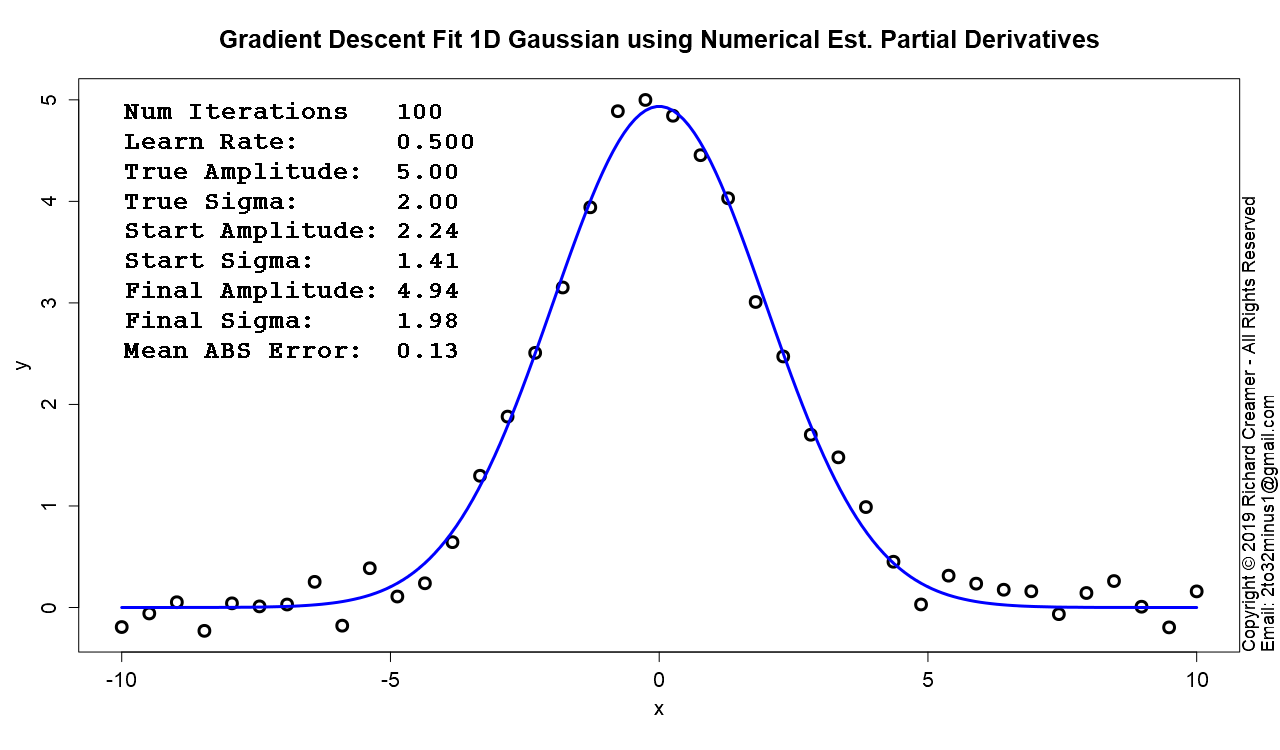 Gradient Descent Fit 1D Gaussian using Numerical Est. Partial Derivatives
Num Iterations 100
Learn Rate: 0.500
True Amplitude: 5.00
True Sigma: 2.00
Start Amplitude: 2.24
Start Sigma: 1.41
Final Amplitude: 4.94
Final Sigma: 1.98
Mean ABS Error: 0.13
y
5
4
3
2
1
0
-10 -5 0 5 10
x
Copyright © 2019 Richard Creamer - All Rights Reserved
Email: 2to32minus1@gmail.com